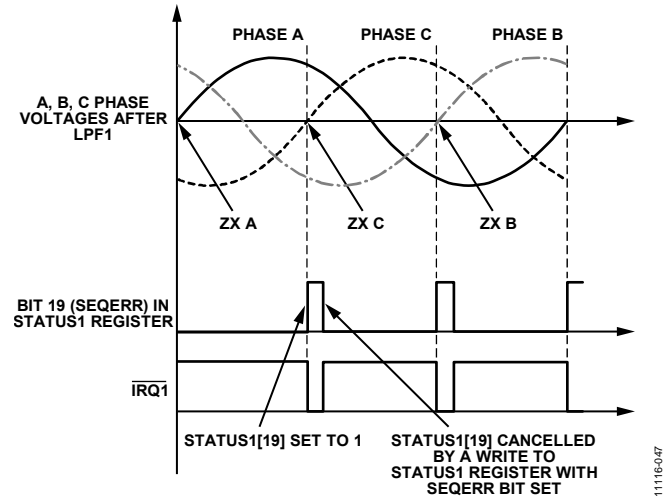 PHASE A
PHASE C
PHASE B
A, B, C PHASE
VOLTAGES AFTER
LPF1
ZX A
ZX C
ZX B
BIT 19 (SEQERR) IN
STATUS1 REGISTER
IRQ1
STATUS1[19] SET TO 1
STATUS1[19] CANCELLED
BY A WRITE TO
STATUS1 REGISTER WITH
SEQERR BIT SET
11116-047